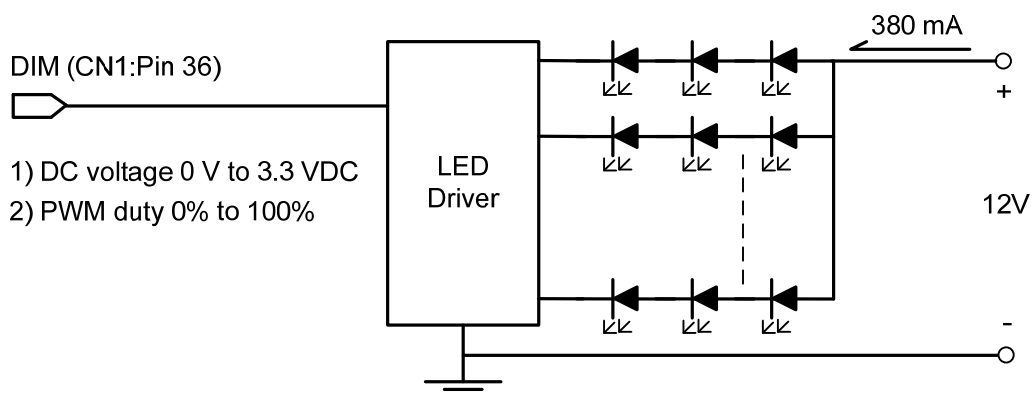 380 mA
DIM (CN1:Pin 36)
+
1) DC voltage 0 V to 3.3 VDC
2) PWM duty 0% to 100%
LED
Driver
12V
-